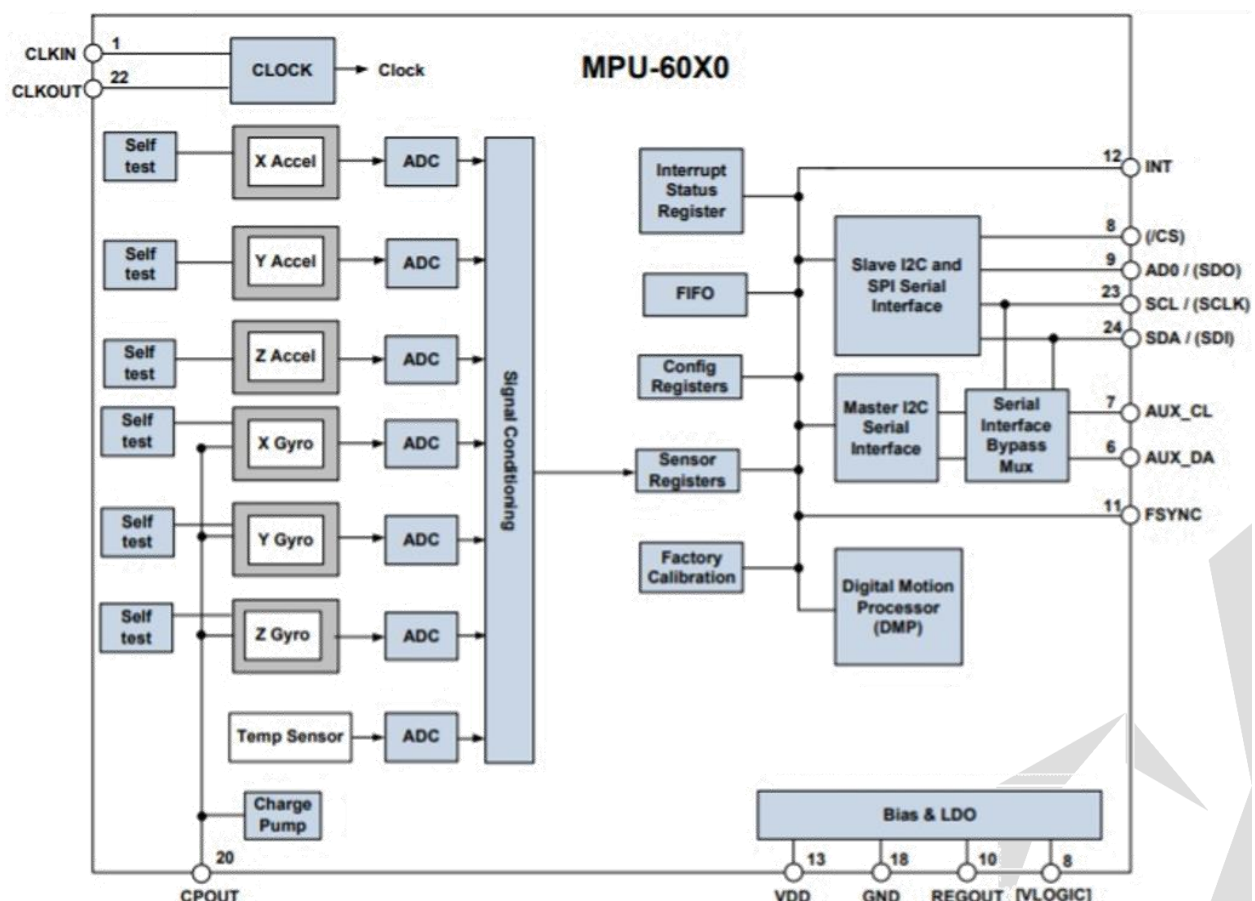 MPU-60X0
CLKIN
1
CLKOUT
22
CLOCK
Clock
Self
test
X Accel
ADC
Self
test
Y Accel
ADC
Self
test
Z Accel
ADC
Self
test
X Gyro
ADC
Self
test
Y Gyro
ADC
Self
test
Z Gyro
ADC
Temp Sensor
ADC
Charge
Pump
20
CPOUT
Signal Conditioning
Interrupt
Status
Register
FIFO
Config
Registers
Sensor
Registers
Factory
Calibration
Slave I2C and
SPI Serial
Interface
Master I2C
Serial
Interface
Serial
Interface
Bypass
Mux
Digital Motion
Processor
(DMP)
12
INT
8
(/CS)
9
AD0 / (SDO)
23
SCL / (SCLK)
24
SDA / (SDI)
7
AUX_CL
6
AUX_DA
11
FSYNC
Bias & LDO
13
18
10
8
VDD
GND
REGOUT
[VLOGIC]